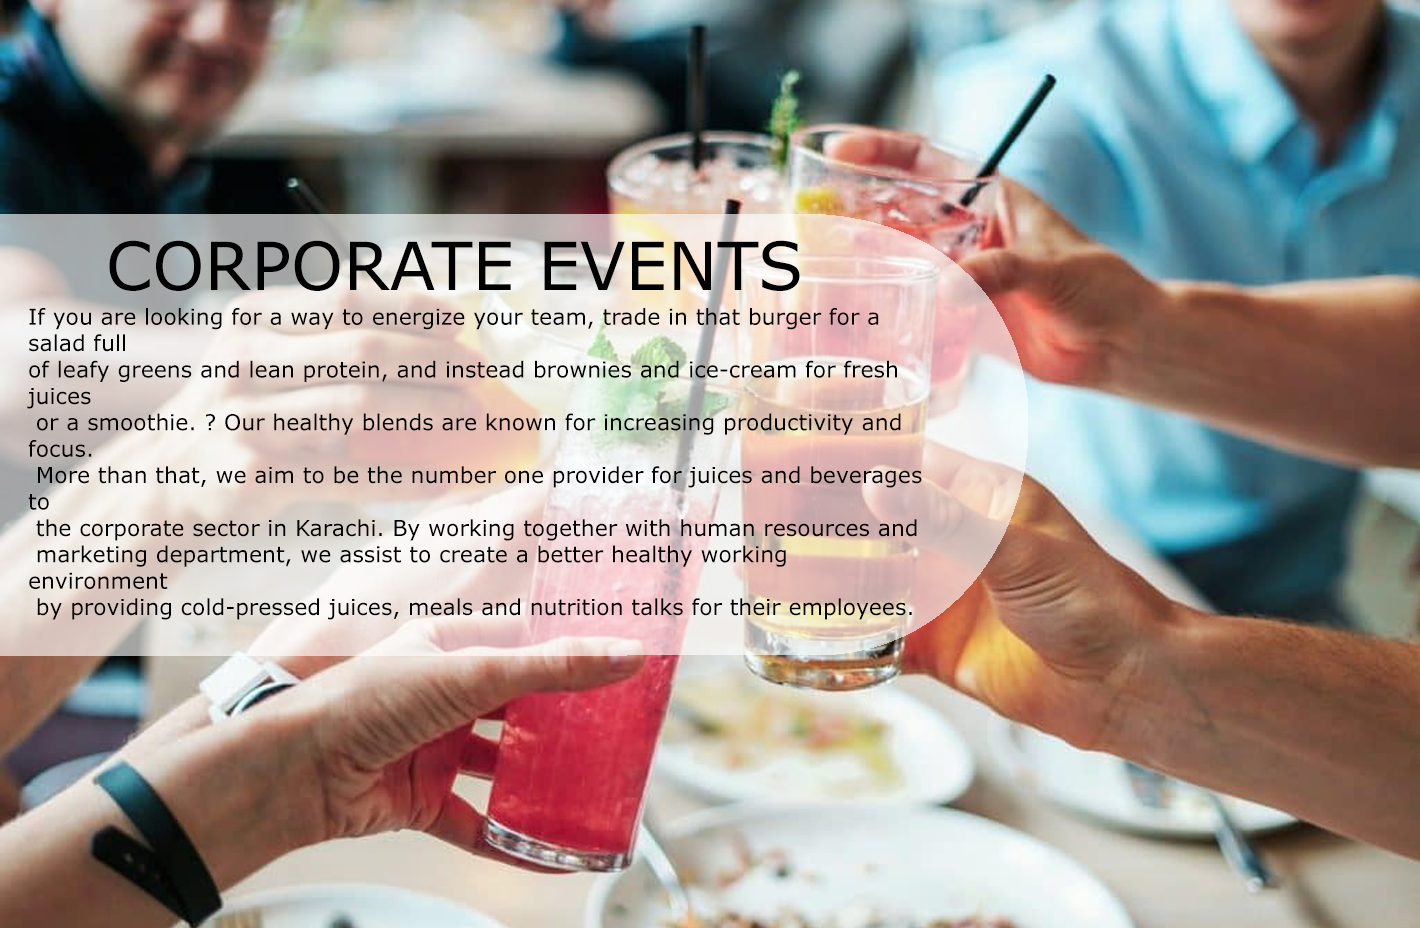 CORPORATE EVENTS
If you are looking for a way to energize your team, trade in that burger for a
salad full
of leafy greens and lean protein, and instead brownies and ice-cream for fresh
juices
or a smoothie. ? Our healthy blends are known for increasing productivity and
focus.
More than that, we aim to be the number one provider for juices and beverages
to
the corporate sector in Karachi. By working together with human resources and
marketing department, we assist to create a better healthy working
environment
by providing cold-pressed juices, meals and nutrition talks for their employees.